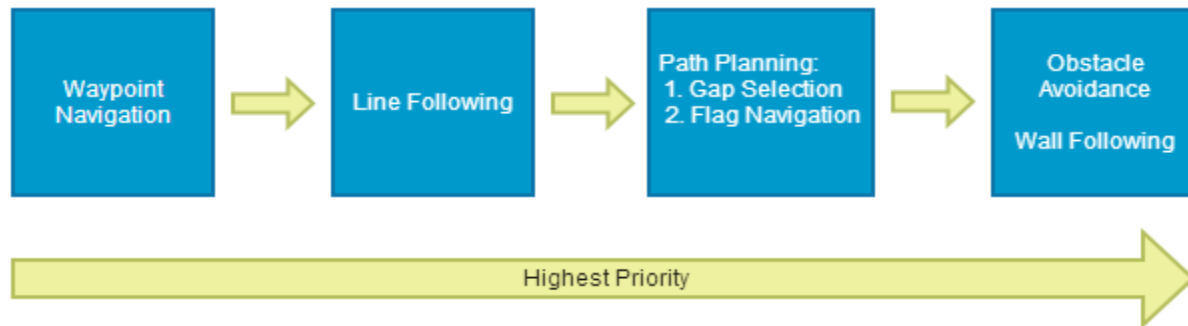 Waypoint
Navigation
Line Following
Path Planning:
1. Gap Selection
2. Flag Navigation
Obstacle
Avoidance
Wall Following
Highest Priority